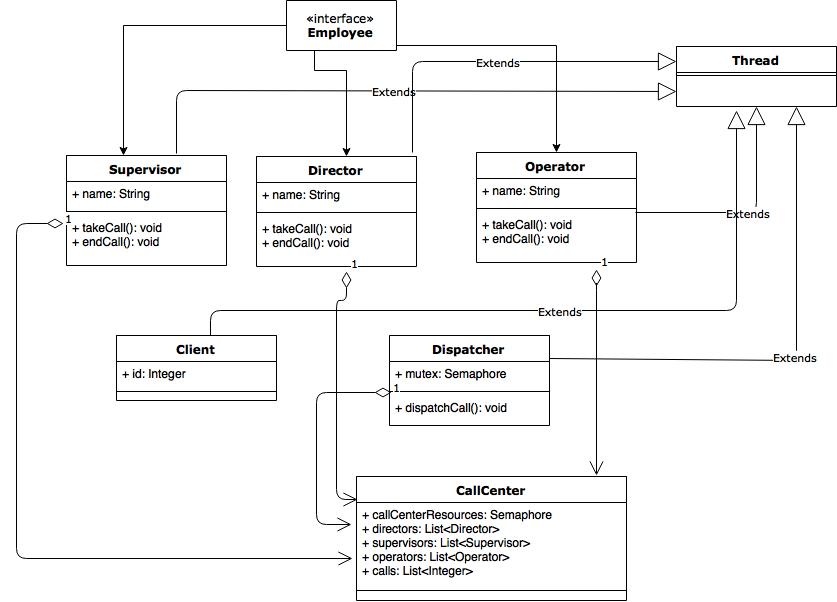 «interface»
Employee
Thread
Extends
Extends
Supervisor
+ name: String
+ takeCall(): void
+ endCall(): void
1
Director
+ name: String
+ takeCall(): void
+ endCall(): void
1
Operator
+ name: String
+ takeCall(): void
+ endCall(): void
1
Extends
Extends
Client
+ id: Integer
Dispatcher
+ mutex: Semaphore
1
+ dispatchCall(): void
Extends
CallCenter
+ callCenterResources: Semaphore
+ directors: List<Director>
+ supervisors: List<Supervisor>
+ operators: List<Operator>
+ calls: List<Integer>